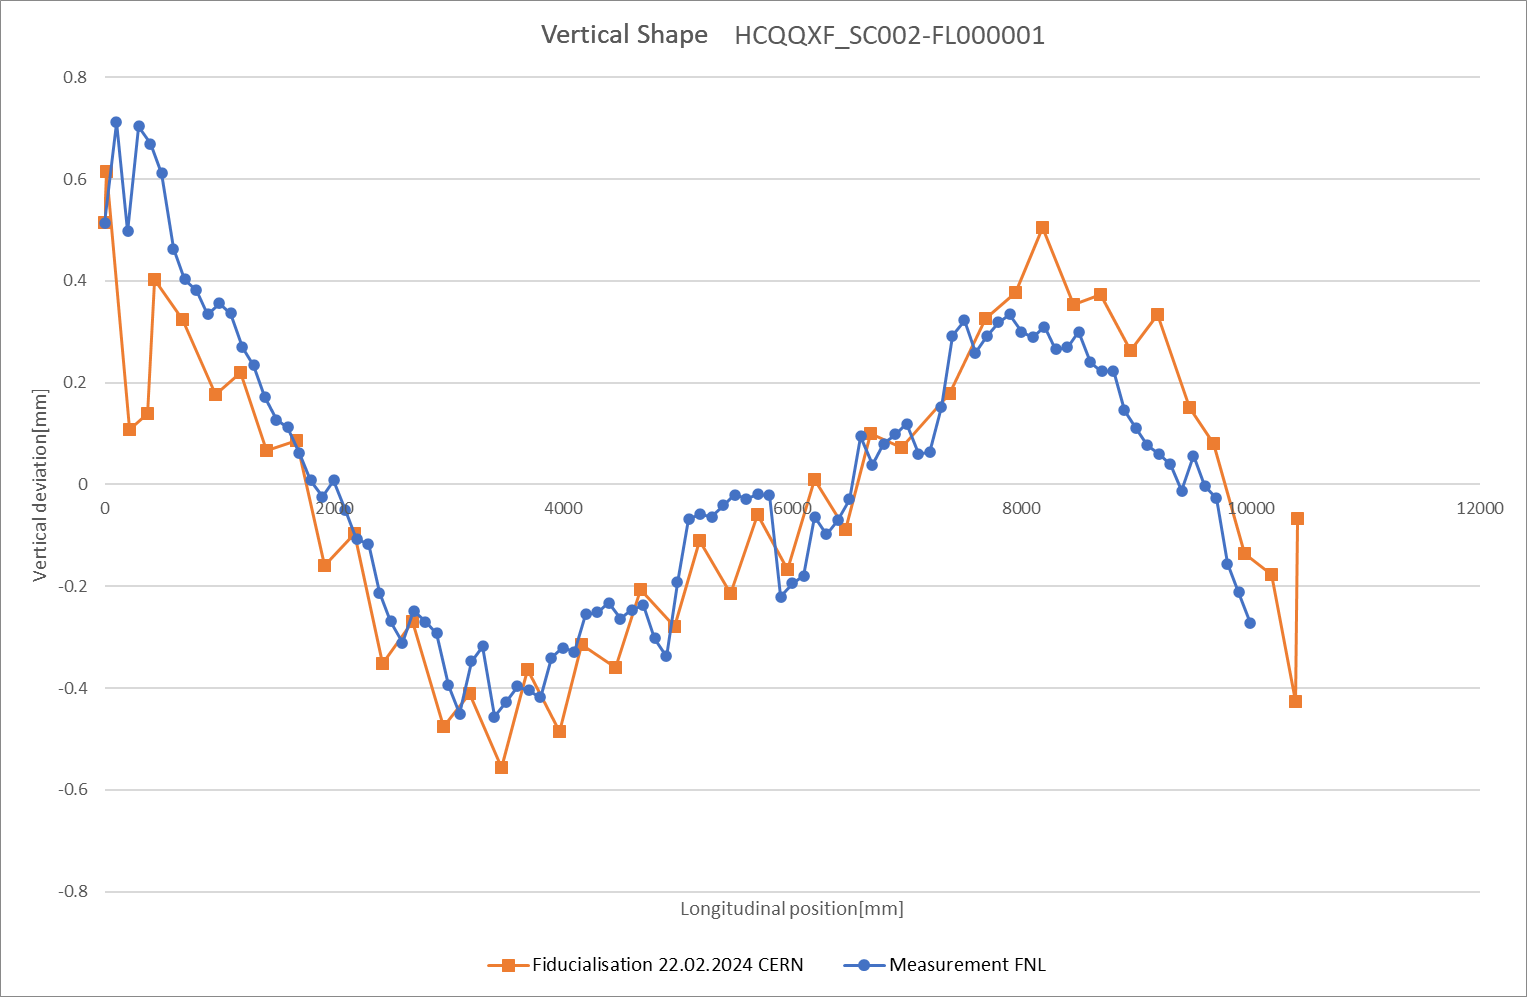 Vertical Shape HCQQXF_SC002-FL000001
0.8
0.6
0.4
0.2
0
-0.2
-0.4
-0.6
-0.8
Vertical deviation[mm]
0 2000 4000 6000 8000 10000 12000
Longitudinal position[mm]
Fiducialisation 22.02.2024 CERN Measurement FNL